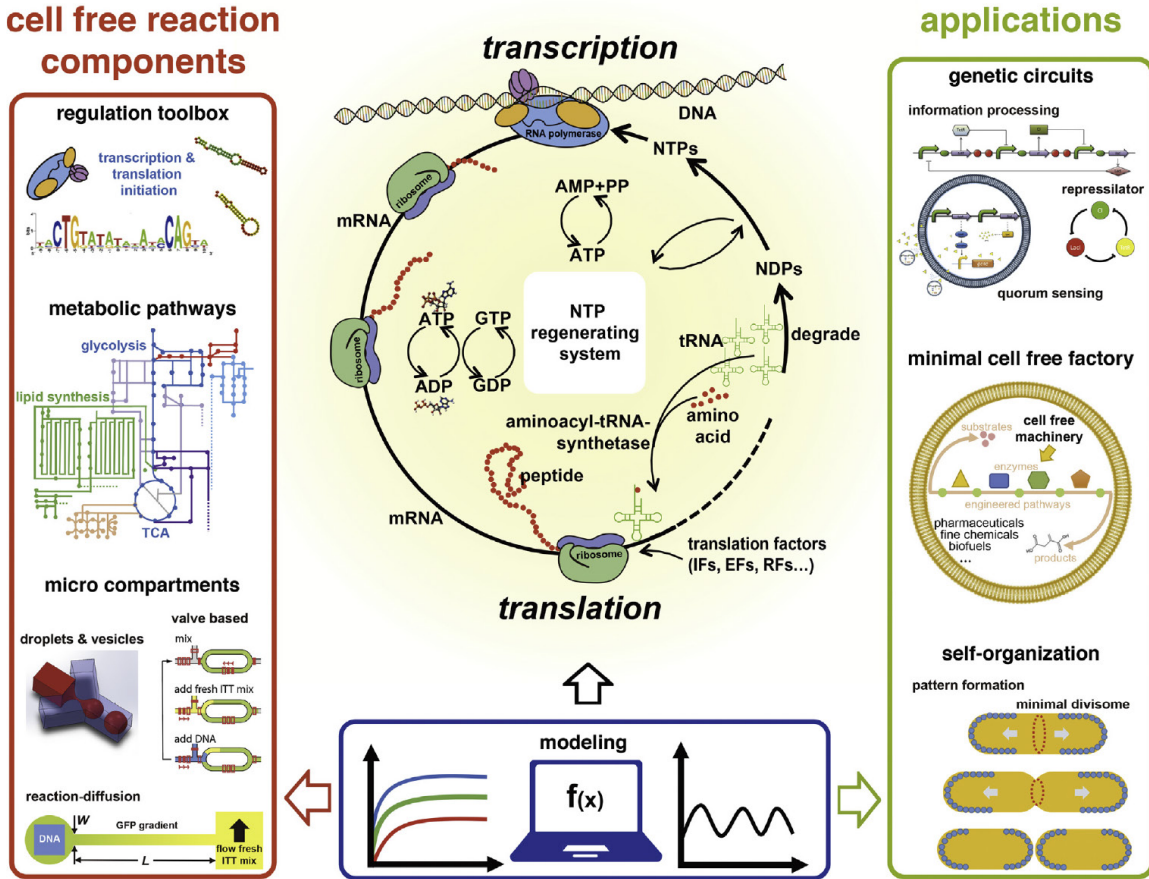 cell free reaction
components
regulation toolbox
transcription &
translation
initiation
CTGTATAT
CAG
metabolic pathways
glycolysis
lipid synthesis
TCA
micro compartments
valve based
droplets & vesicles
mix
add fresh ITT mix
add DNA
reaction-diffusion
W
GFP gradient
DNA
L
flow fresh
ITT mix
transcription
DNA
RNA polymerase
NTPs
ribosome
mRNA
AMP+PP
ATP
NDPs
NTP
regenerating
system
ATP
GTP
ADP
GDP
ribosome
tRNA
degrade
aminoacyl-tRNA-
synthetase
amino
acid
peptide
mRNA
ribosome
translation factors
(IFs, EFs, RFs...)
translation
modeling
f(x)
applications
genetic circuits
information processing
repressilator
quorum sensing
minimal cell free factory
substrates
cell free
machinery
enzymes
engineered pathways
pharmaceuticals
fine chemicals
biofuels
...
products
self-organization
pattern formation
minimal divisome